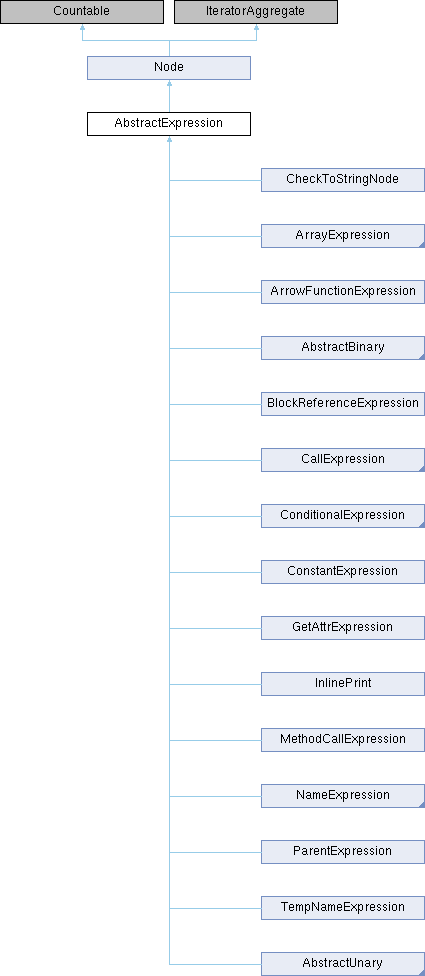 Countable
IteratorAggregate
Node
AbstractExpression
CheckToStringNode
ArrayExpression
ArrowFunctionExpression
AbstractBinary
BlockReferenceExpression
CallExpression
ConditionalExpression
ConstantExpression
GetAttrExpression
InlinePrint
MethodCallExpression
NameExpression
ParentExpression
TempNameExpression
AbstractUnary